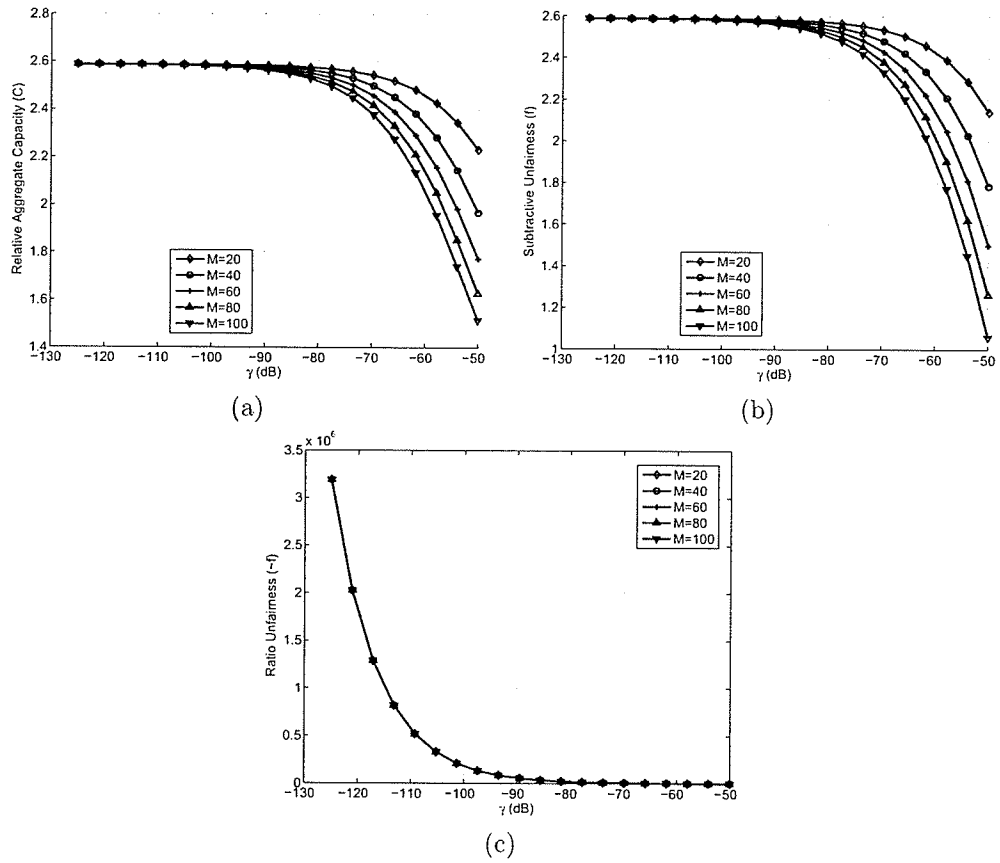 2.8
2.6
2.4
2.2
2
1.8
1.6
1.4
Relative Aggregate Capacity (C)
−130 −120 −110 −100 −90 −80 −70 −60 −50
γ (dB)
M=20
M=40
M=60
M=80
M=100
(a)
2.6
2.4
2.2
2
1.8
1.6
1.4
1.2
1
Subtractive Unfairness (f)
−130 −120 −110 −100 −90 −80 −70 −60 −50
γ (dB)
M=20
M=40
M=60
M=80
M=100
(b)
3.5 x 10^6
3
2.5
2
1.5
1
0.5
0
Ratio Unfairness (~f)
−130 −120 −110 −100 −90 −80 −70 −60 −50
γ (dB)
M=20
M=40
M=60
M=80
M=100
(c)